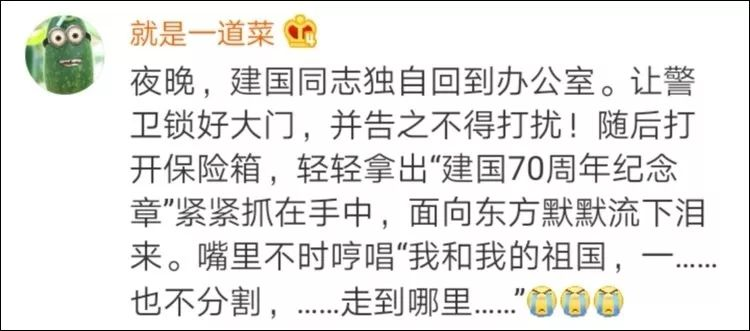 就是一道菜
夜晚，建国同志独自回到办公室。让警
卫锁好大门，并告之不得打扰！随后打
开保险箱，轻轻拿出“建国70周年纪念
章”紧紧抓在手中，面向东方默默流下泪
来。嘴里不时哼唱“我和我的祖国，一……
也不分割，……走到哪里……”😭😭😭